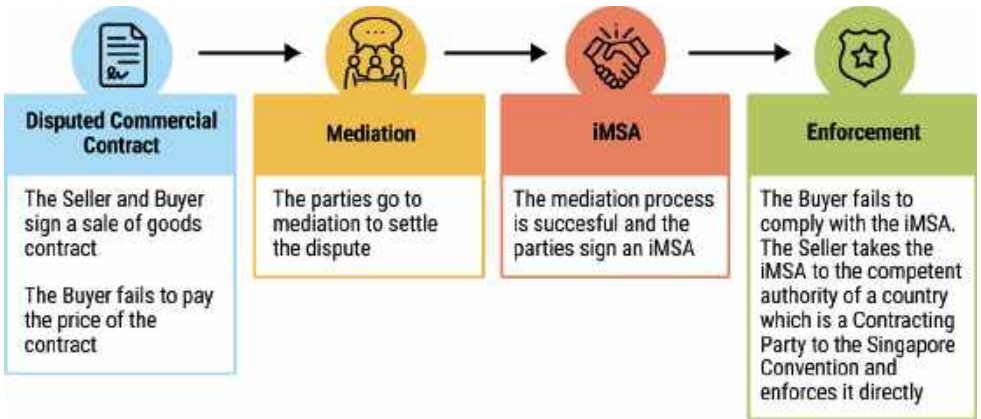 Disputed Commercial
Contract
The Seller and Buyer
sign a sale of goods
contract
The Buyer fails to pay
the price of the
contract
Mediation
The parties go to
mediation to settle
the dispute
iMSA
The mediation process
is succesful and the
parties sign an iMSA
Enforcement
The Buyer fails to
comply with the iMSA.
The Seller takes the
iMSA to the competent
authority of a country
which is a Contracting
Party to the Singapore
Convention and
enforces it directly